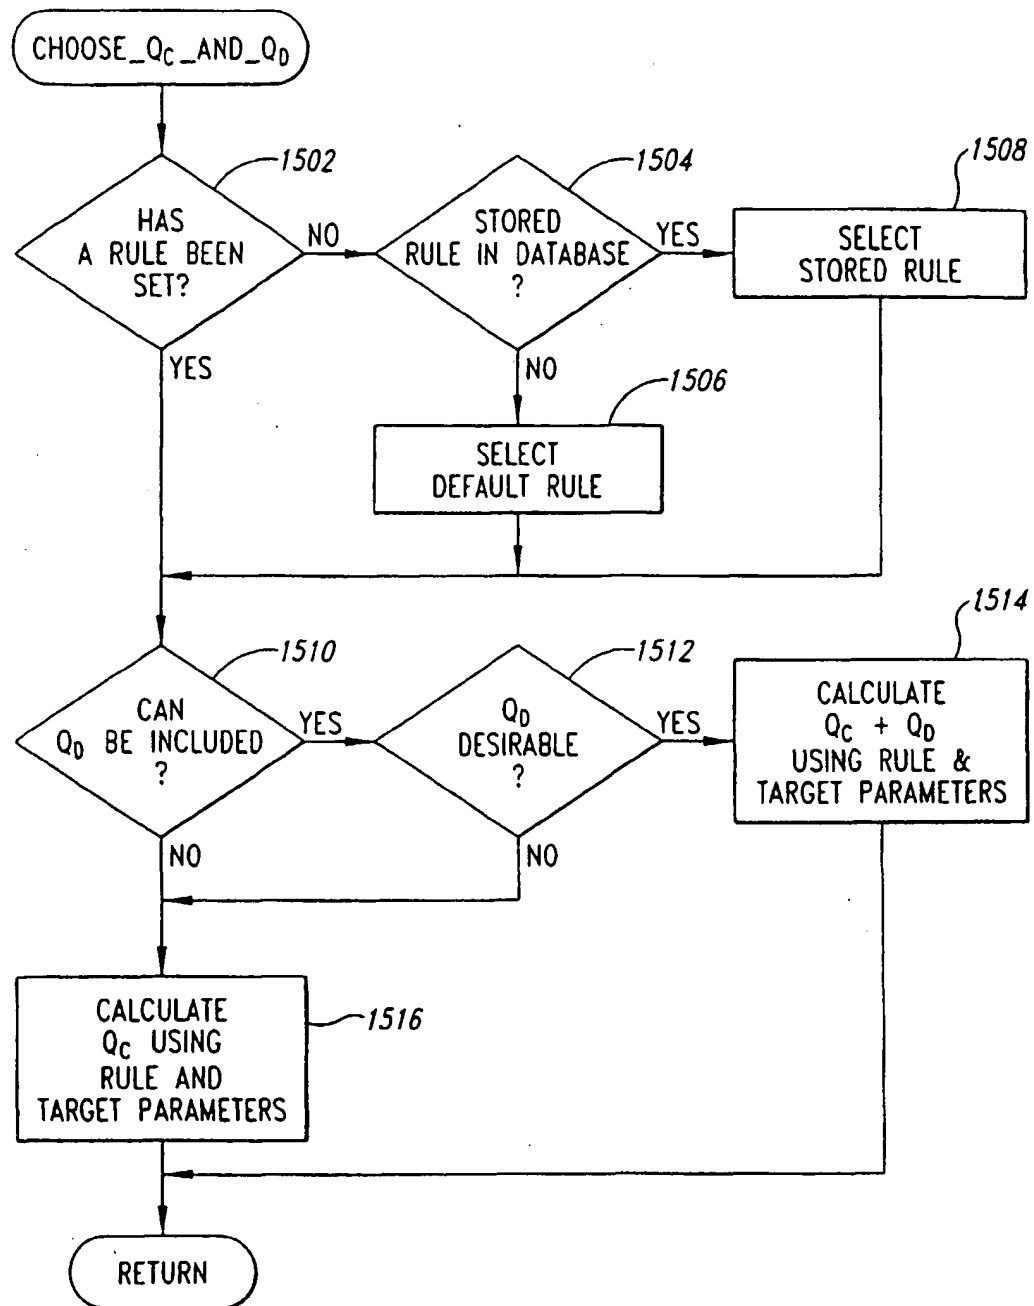 CHOOSE_QC_AND_QD
1502
HAS
A RULE BEEN
SET?
NO
YES
1504
STORED
RULE IN DATABASE
?
YES
NO
1508
SELECT
STORED RULE
1506
SELECT
DEFAULT RULE
1510
CAN
QD BE INCLUDED
?
YES
NO
1512
QD
DESIRABLE
?
YES
NO
1514
CALCULATE
QC + QD
USING RULE &
TARGET PARAMETERS
1516
CALCULATE
QC USING
RULE AND
TARGET PARAMETERS
RETURN